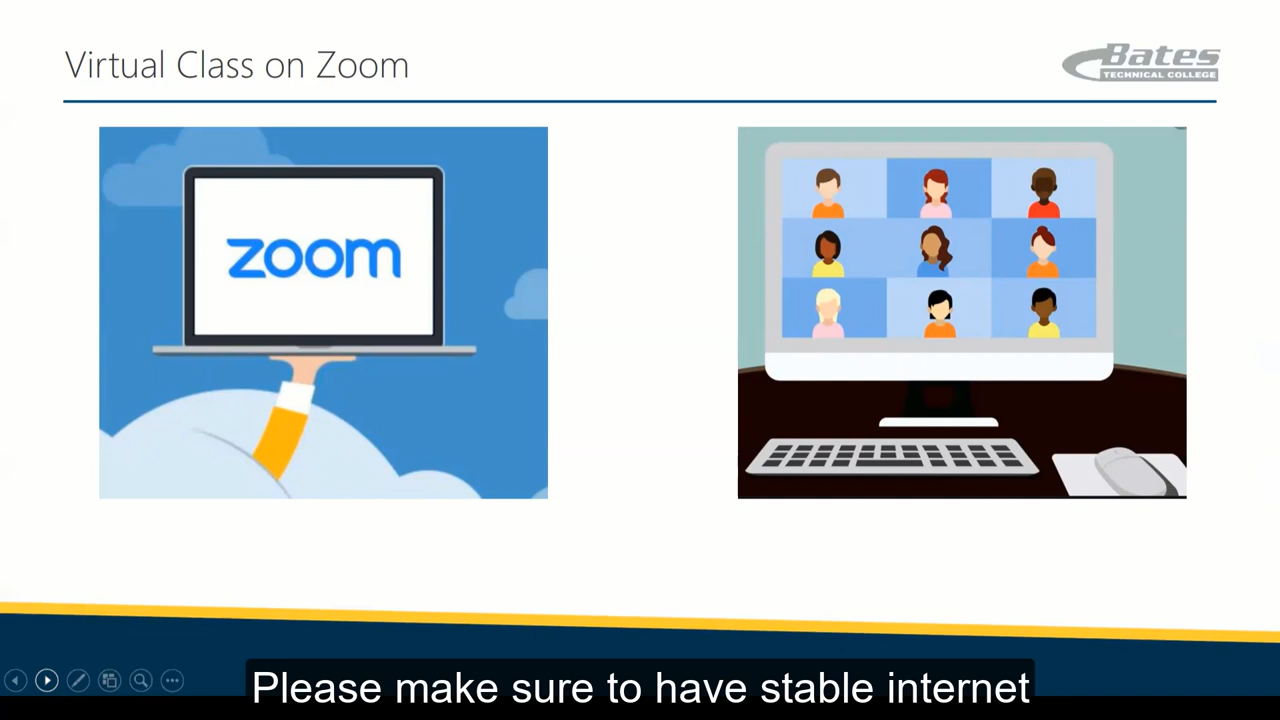 Virtual Class on Zoom
Bates
TECHNICAL COLLEGE
zoom
Please make sure to have stable internet